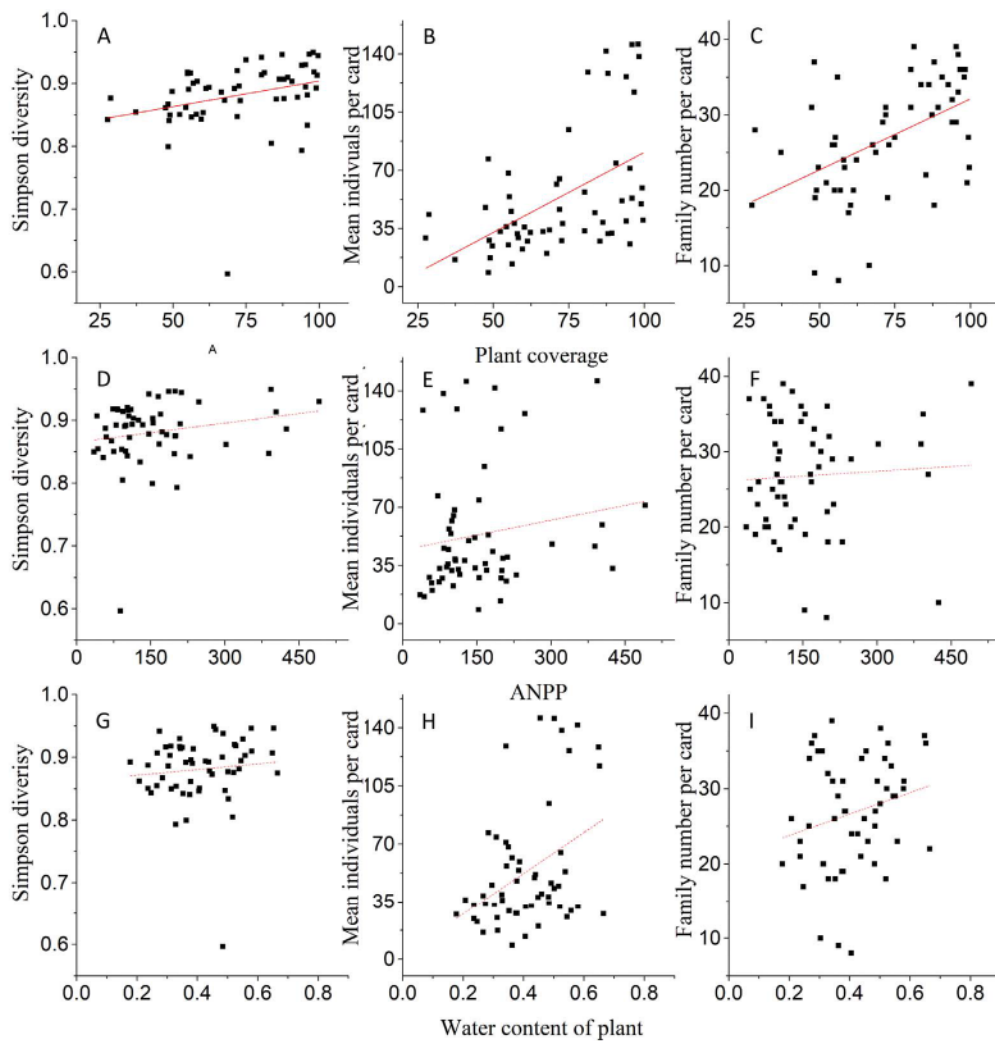 A
B
C
Simpson diversity
1.0
0.9
0.8
0.7
0.6
25 50 75 100
Mean indivuals per card
140
105
70
35
0
25 50 75 100
Family number per card
40
30
20
10
25 50 75 100
A
Plant coverage
D
E
F
Simpson diversity
1.0
0.9
0.8
0.7
0.6
0 150 300 450
Mean individuals per card
140
105
70
35
0
0 150 300 450
Family number per card
40
30
20
10
0 150 300 450
ANPP
G
H
I
Simpson diverisy
1.0
0.9
0.8
0.7
0.6
0.0 0.2 0.4 0.6 0.8
Mean individuals per card
140
105
70
35
0
0.0 0.2 0.4 0.6 0.8
Family number per card
40
30
20
10
0.0 0.2 0.4 0.6 0.8
Water content of plant